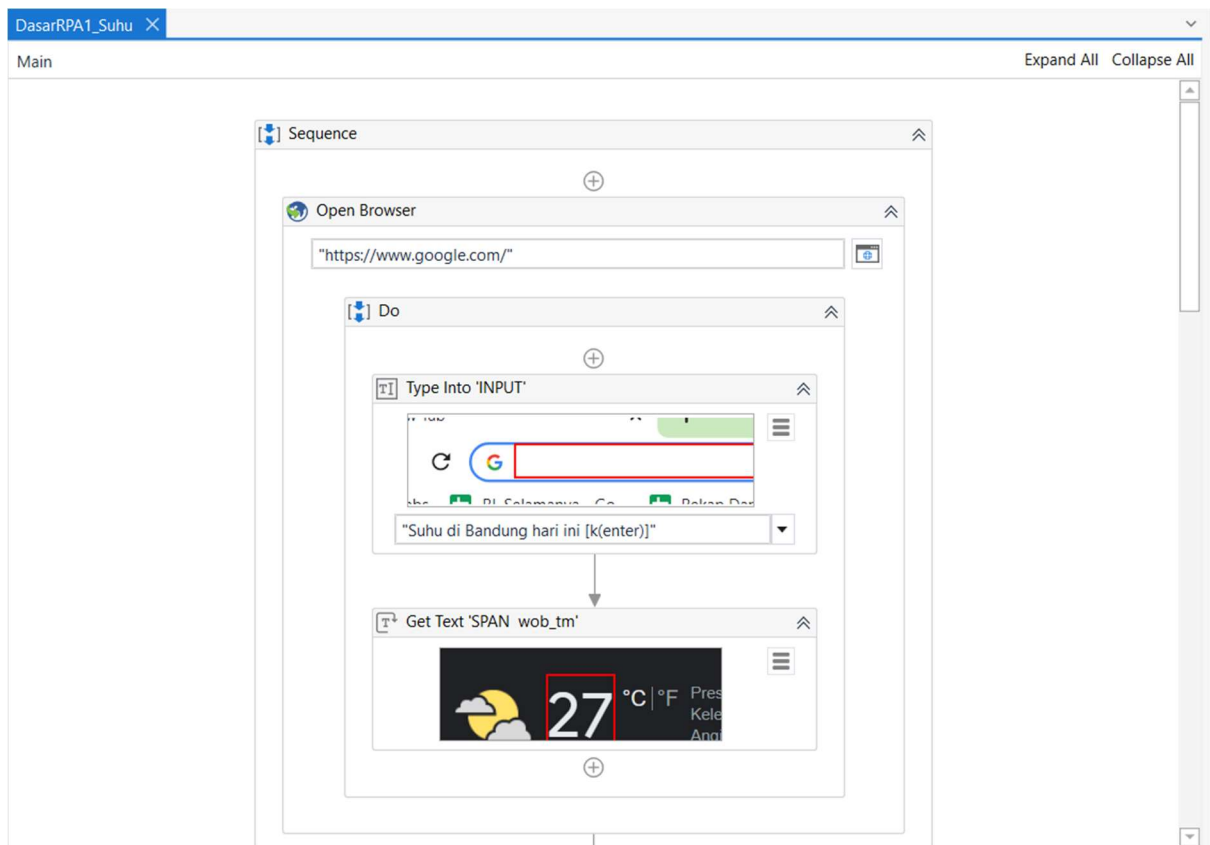 DasarRPA1_Suhu
Main
Expand All Collapse All
Sequence
Open Browser
"https://www.google.com/"
Do
Type Into 'INPUT'
G
"Suhu di Bandung hari ini [k(enter)]"
Get Text 'SPAN wob_tm'
27 °C | °F